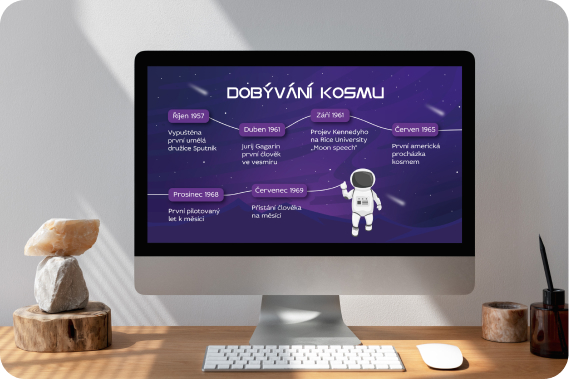 DOBÝVÁNÍ KOSMU
Říjen 1957
Vypuštěna
první umělá
družice Sputnik
Duben 1961
Jurij Gagarin
první člověk
ve vesmíru
Září 1961
Projev Kennedyho
na Rice University
„Moon speech"
Červen 1965
První americká
procházka
kosmem
Prosinec 1968
První pilotovaný
let k měsíci
Červenec 1969
Přistání člověka
na měsíci